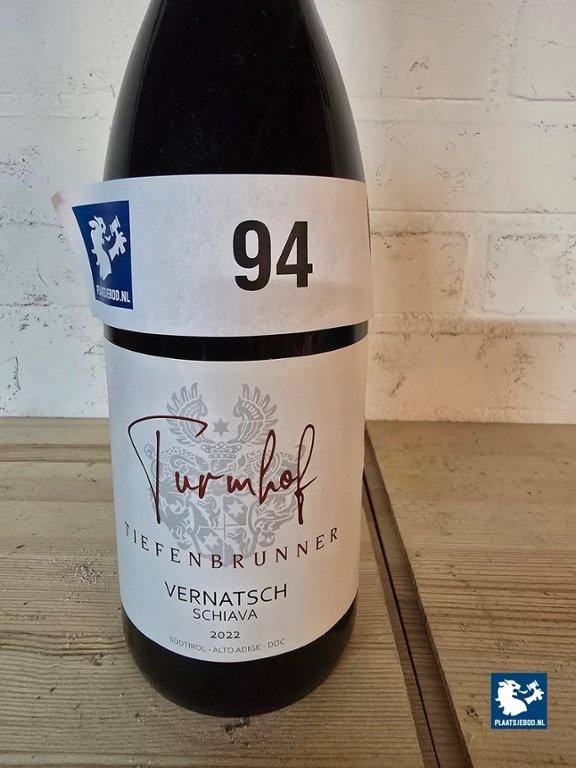 94
PLAATSJEBOD.NL
Turmhof
TIEFENBRUNNER
VERNATSCH
SCHIAVA
2022
SÜDTIROL - ALTO ADIGE - DOC
PLAATSJEBOD.NL